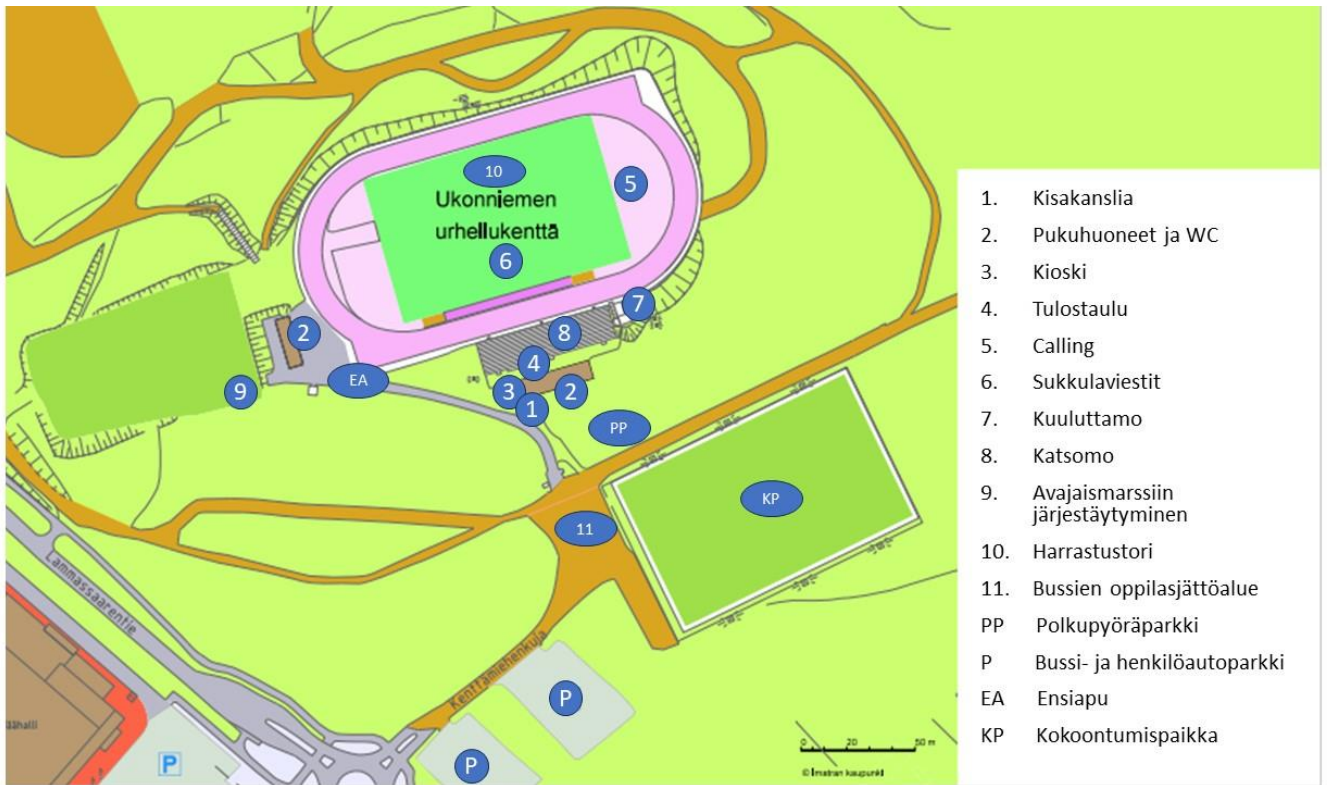 10
Ukonniemen
urhellukenttä
5
6
7
8
2
4
EA
9
3
2
1
PP
KP
11
Lammassaarentie
Kenttämiehenkuja
P
P
P
0 20 50 m
© Imatran kaupunki
1. Kisakanslia
2. Pukuhuoneet ja WC
3. Kioski
4. Tulostaulu
5. Calling
6. Sukkulaviestit
7. Kuuluttamo
8. Katsomo
9. Avajaismarssiin
järjestäytyminen
10. Harrastustori
11. Bussien oppilasjättöalue
PP Polkupyöräparkki
P Bussi- ja henkilöautoparkki
EA Ensiapu
KP Kokoontumispaikka